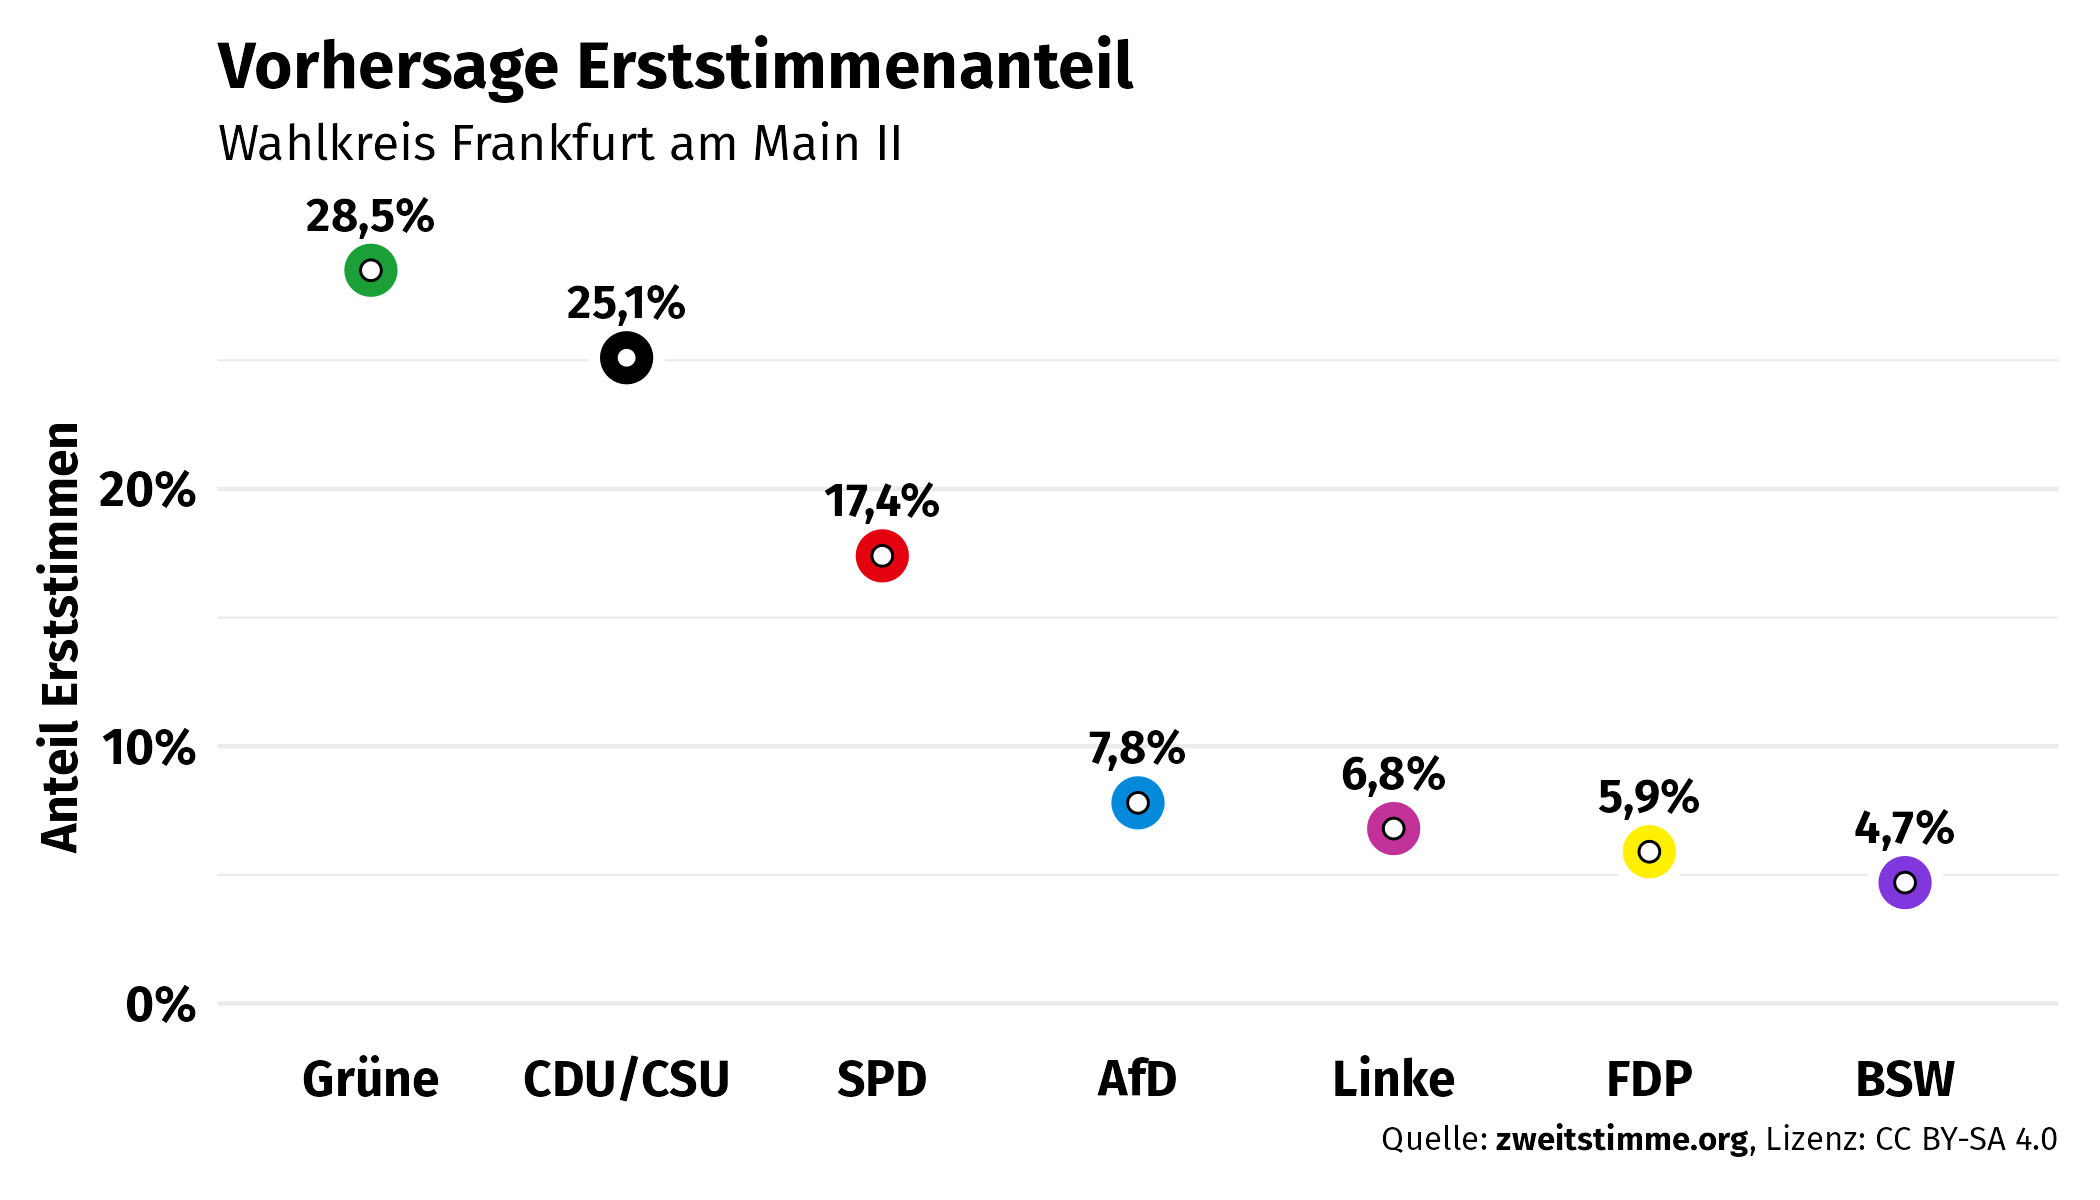 Vorhersage Erststimmenanteil
Wahlkreis Frankfurt am Main II
28,5%
25,1%
17,4%
7,8%
6,8%
5,9%
4,7%
Anteil Erststimmen
20%
10%
0%
Grüne CDU/CSU SPD AfD Linke FDP BSW
Quelle: zweitstimme.org, Lizenz: CC BY-SA 4.0